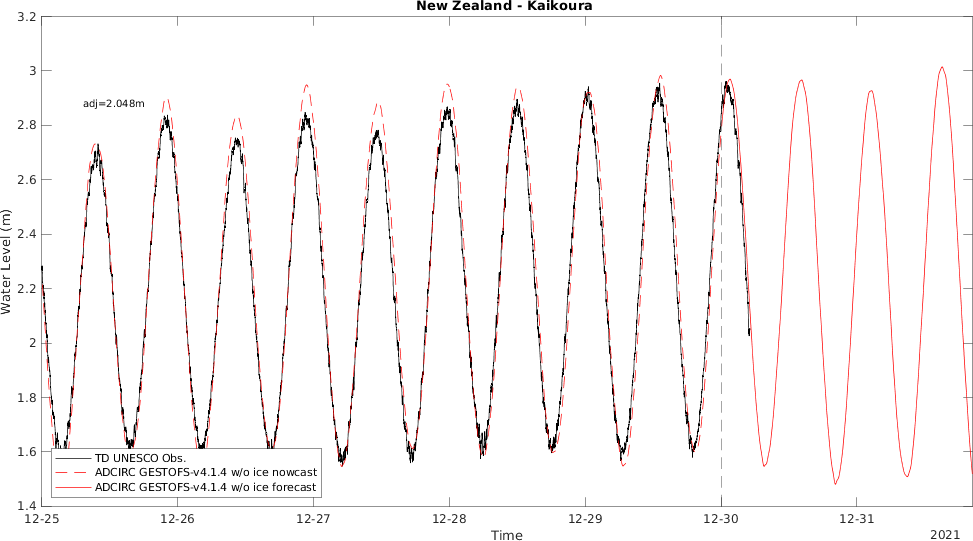 New Zealand - Kaikoura
3.2
3
2.8
2.6
2.4
2.2
2
1.8
1.6
1.4
Water Level (m)
adj=2.048m
TD UNESCO Obs.
ADCIRC GESTOFS-v4.1.4 w/o ice nowcast
ADCIRC GESTOFS-v4.1.4 w/o ice forecast
12-25 12-26 12-27 12-28 12-29 12-30 12-31
Time
2021